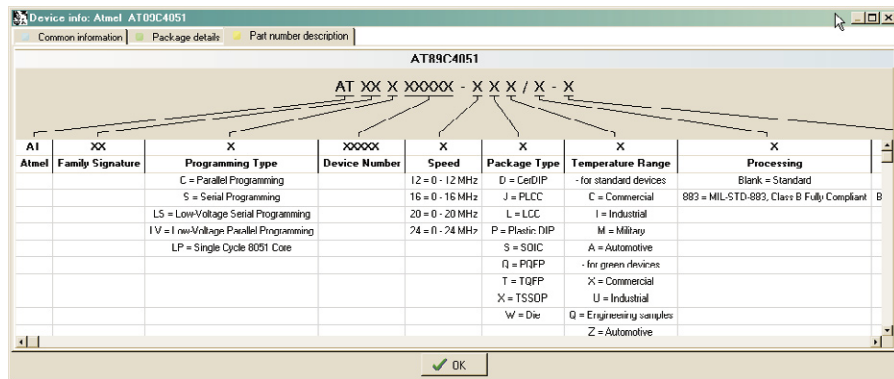 Device info: Atmel AT89C4051
Common information Package details Part number description
AT89C4051
AT XX X XXXXX - X X X / X - X
AT XX X XXXXX X X X X
Atmel Family Signature Programming Type Device Number Speed Package Type Temperature Range Processing
C = Parallel Programming 12 = 0 - 12 MHz D = CerDIP - for standard devices Blank = Standard
S = Serial Programming 16 = 0 - 16 MHz J = PLCC C = Commercial 883 = MIL-STD-883, Class B Fully Compliant B
LS = Low-Voltage Serial Programming 20 = 0 - 20 MHz L = LCC I = Industrial
LV = Low-Voltage Parallel Programming 24 = 0 - 24 MHz P = Plastic DIP M = Military
LP = Single Cycle 8051 Core S = SOIC A = Automotive
Q = PQFP - for green devices
T = TQFP X = Commercial
X = TSSOP U = Industrial
W = Die Q = Engineering samples
Z = Automotive
OK